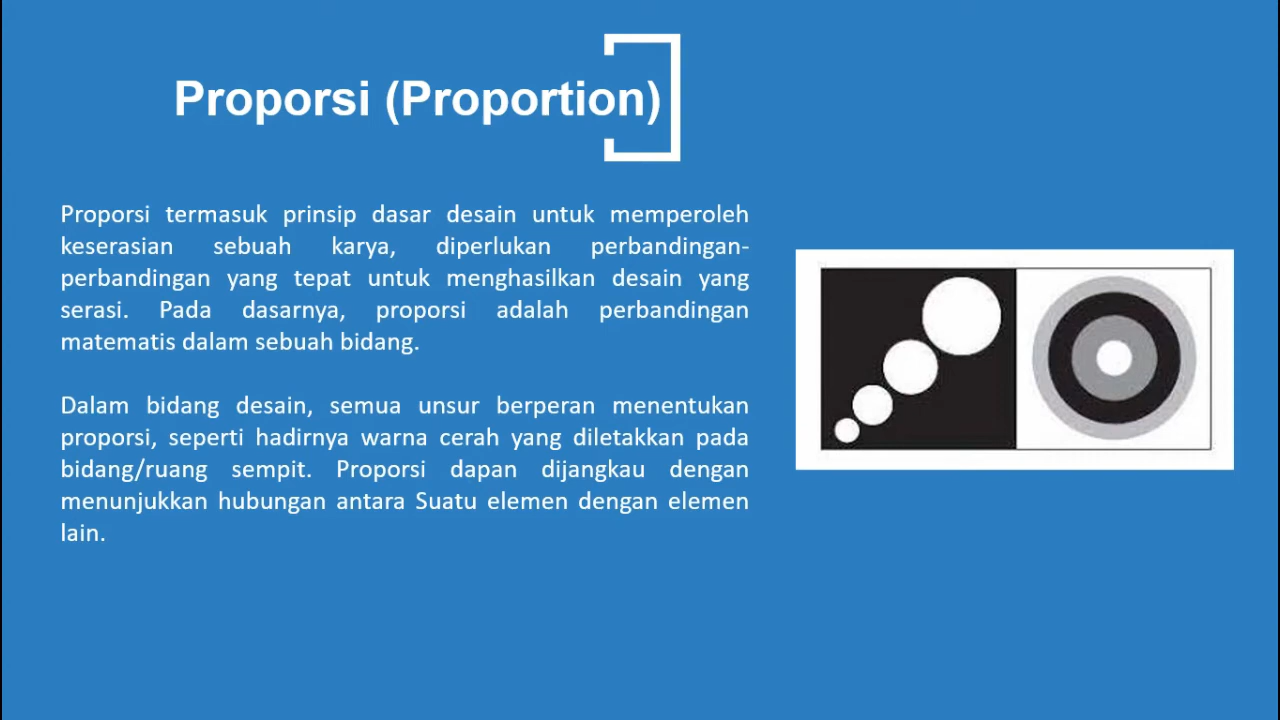 Proporsi (Proportion)
Proporsi termasuk prinsip dasar desain untuk memperoleh
keserasian sebuah karya, diperlukan perbandingan-
perbandingan yang tepat untuk menghasilkan desain yang
serasi. Pada dasarnya, proporsi adalah perbandingan
matematis dalam sebuah bidang.
Dalam bidang desain, semua unsur berperan menentukan
proporsi, seperti hadirnya warna cerah yang diletakkan pada
bidang/ruang sempit. Proporsi dapan dijangkau dengan
menunjukkan hubungan antara Suatu elemen dengan elemen
lain.